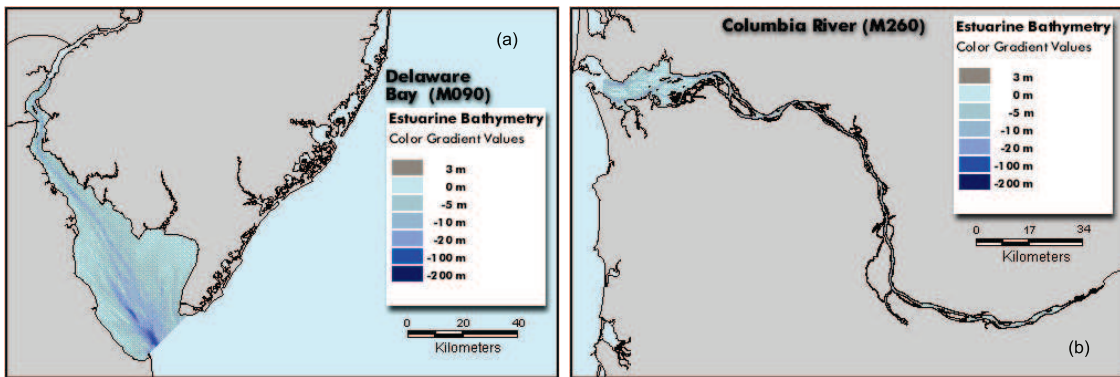 (a)
Delaware
Bay (M090)
Estuarine Bathymetry
Color Gradient Values
3 m
0 m
-5 m
-10 m
-20 m
-100 m
-200 m
0 20 40
Kilometers
Columbia River (M260)
Estuarine Bathymetry
Color Gradient Values
3 m
0 m
-5 m
-10 m
-20 m
-100 m
-200 m
0 17 34
Kilometers
(b)